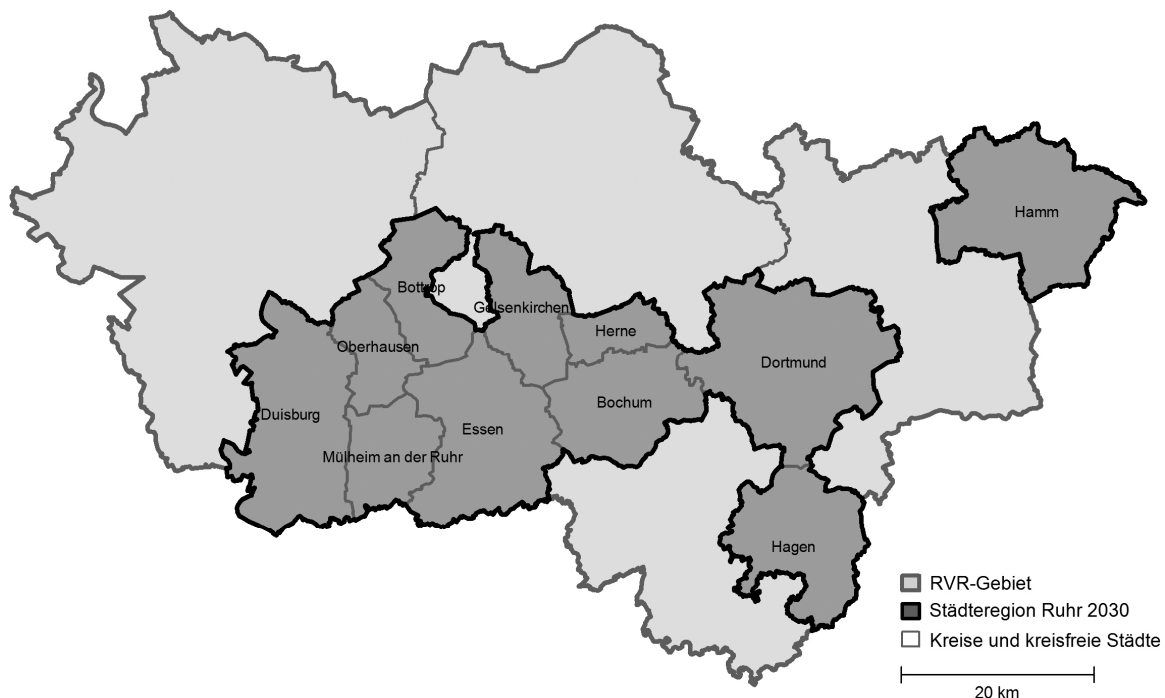 Hamm
Bottrop
Gelsenkirchen
Herne
Oberhausen
Dortmund
Bochum
Duisburg
Essen
Mülheim an der Ruhr
Hagen
RVR-Gebiet
Städteregion Ruhr 2030
Kreise und kreisfreie Städte
20 km